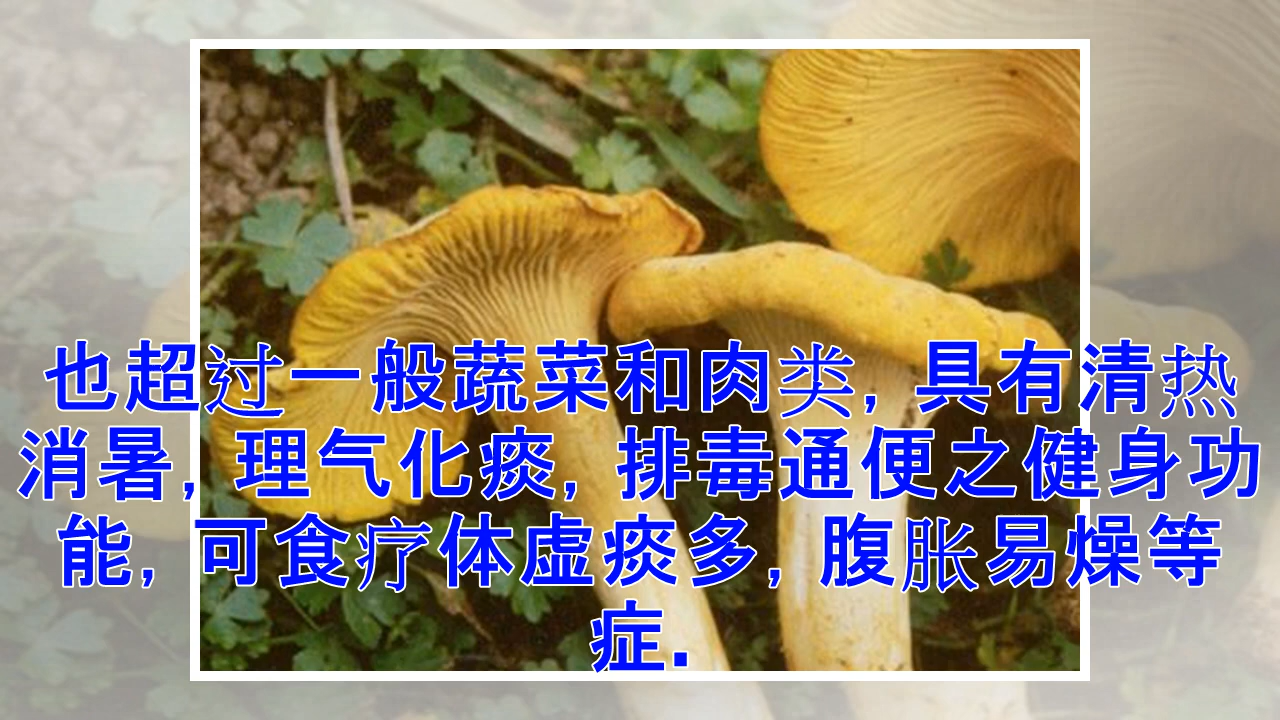 也超过一般蔬菜和肉类, 具有清热
消暑, 理气化痰, 排毒通便之健身功
能, 可食疗体虚痰多, 腹胀易燥等
症.